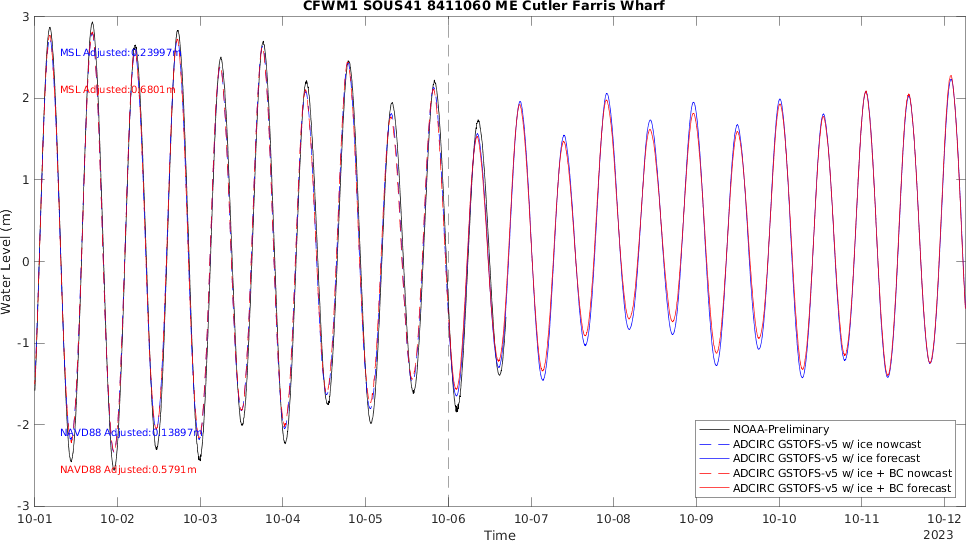 CFWM1 SOUS41 8411060 ME Cutler Farris Wharf
3
2
1
0
-1
-2
-3
Water Level (m)
MSL Adjusted:0.23997m
MSL Adjusted:0.6801m
NAVD88 Adjusted:0.13897m
NAVD88 Adjusted:0.5791m
NOAA-Preliminary
ADCIRC GSTOFS-v5 w/ ice nowcast
ADCIRC GSTOFS-v5 w/ ice forecast
ADCIRC GSTOFS-v5 w/ ice + BC nowcast
ADCIRC GSTOFS-v5 w/ ice + BC forecast
10-01 10-02 10-03 10-04 10-05 10-06 10-07 10-08 10-09 10-10 10-11 10-12
Time
2023